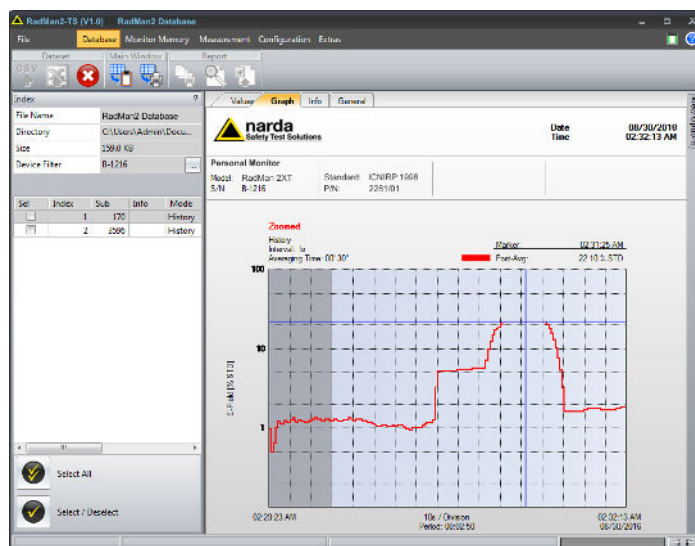 RadMan2-TS (V1.0) RadMan2 Database
File Database Monitor Memory Measurement Configuration Extras
Dataset Main Window Report
CSV
Index
File Name RadMan2 Database
Directory C:\Users\Admin\Docu...
Size 159.0 KB
Device Filter B-1216 ...
Sel Index Sub Info Mode
1 170 History
2 3596 History
Select All
Select / Deselect
Values Graph Info General
narda
Safety Test Solutions
Date 08/30/2016
Time 02:32:13 AM
Personal Monitor
Model: RadMan 2XT Standard: ICNIRP 1998
S/N B-1216 P/N: 2281/01
Zoomed
History
Interval: 1s
Averaging Time: 00'30"
Marker: 02:31:25 AM
Post-Avg: 22.10 % STD
100
10
1
E-Field [% STD]
02:29:23 AM 10s / Division 02:32:13 AM
Period: 00:02:50 08/30/2016